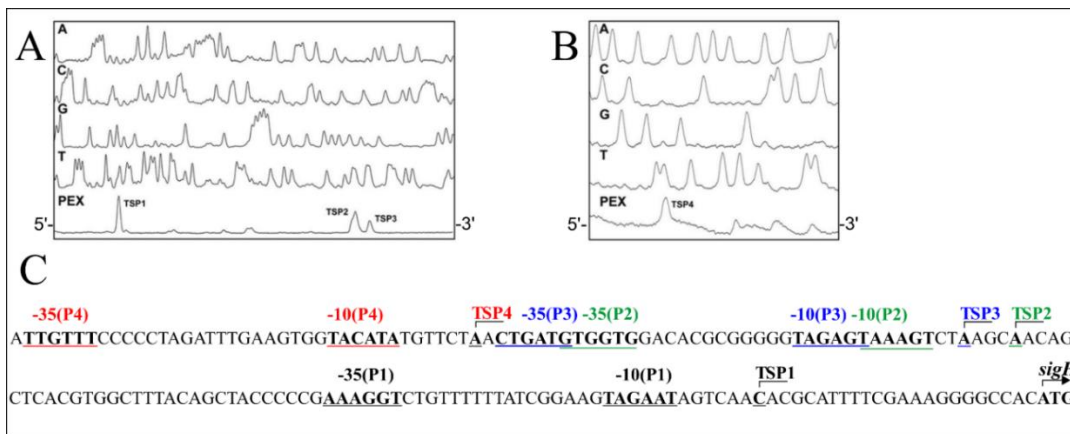 A B
A A
C C
G G
T T
PEX TSP1 TSP2 TSP3 PEX TSP4
5' -3' 5' -3'
C
-35(P4) -10(P4) TSP4 -35(P3) -35(P2) -10(P3) -10(P2) TSP3 TSP2
ATTGTTTCCCCCTAGATTTGAAGTGGTACATATGTTCTAACTGATGTGGTGGACACGCGGGGGTAGAGTAAAGTCTAAGCAACAG
-35(P1) -10(P1) TSP1
CTCACGTGGCTTTACAGCTACCCCCGAAAGGTCTGTTTTTTATCGGAAGTAGAATAGTCAACACGCATTTTCGAAAGGGGCCACATG